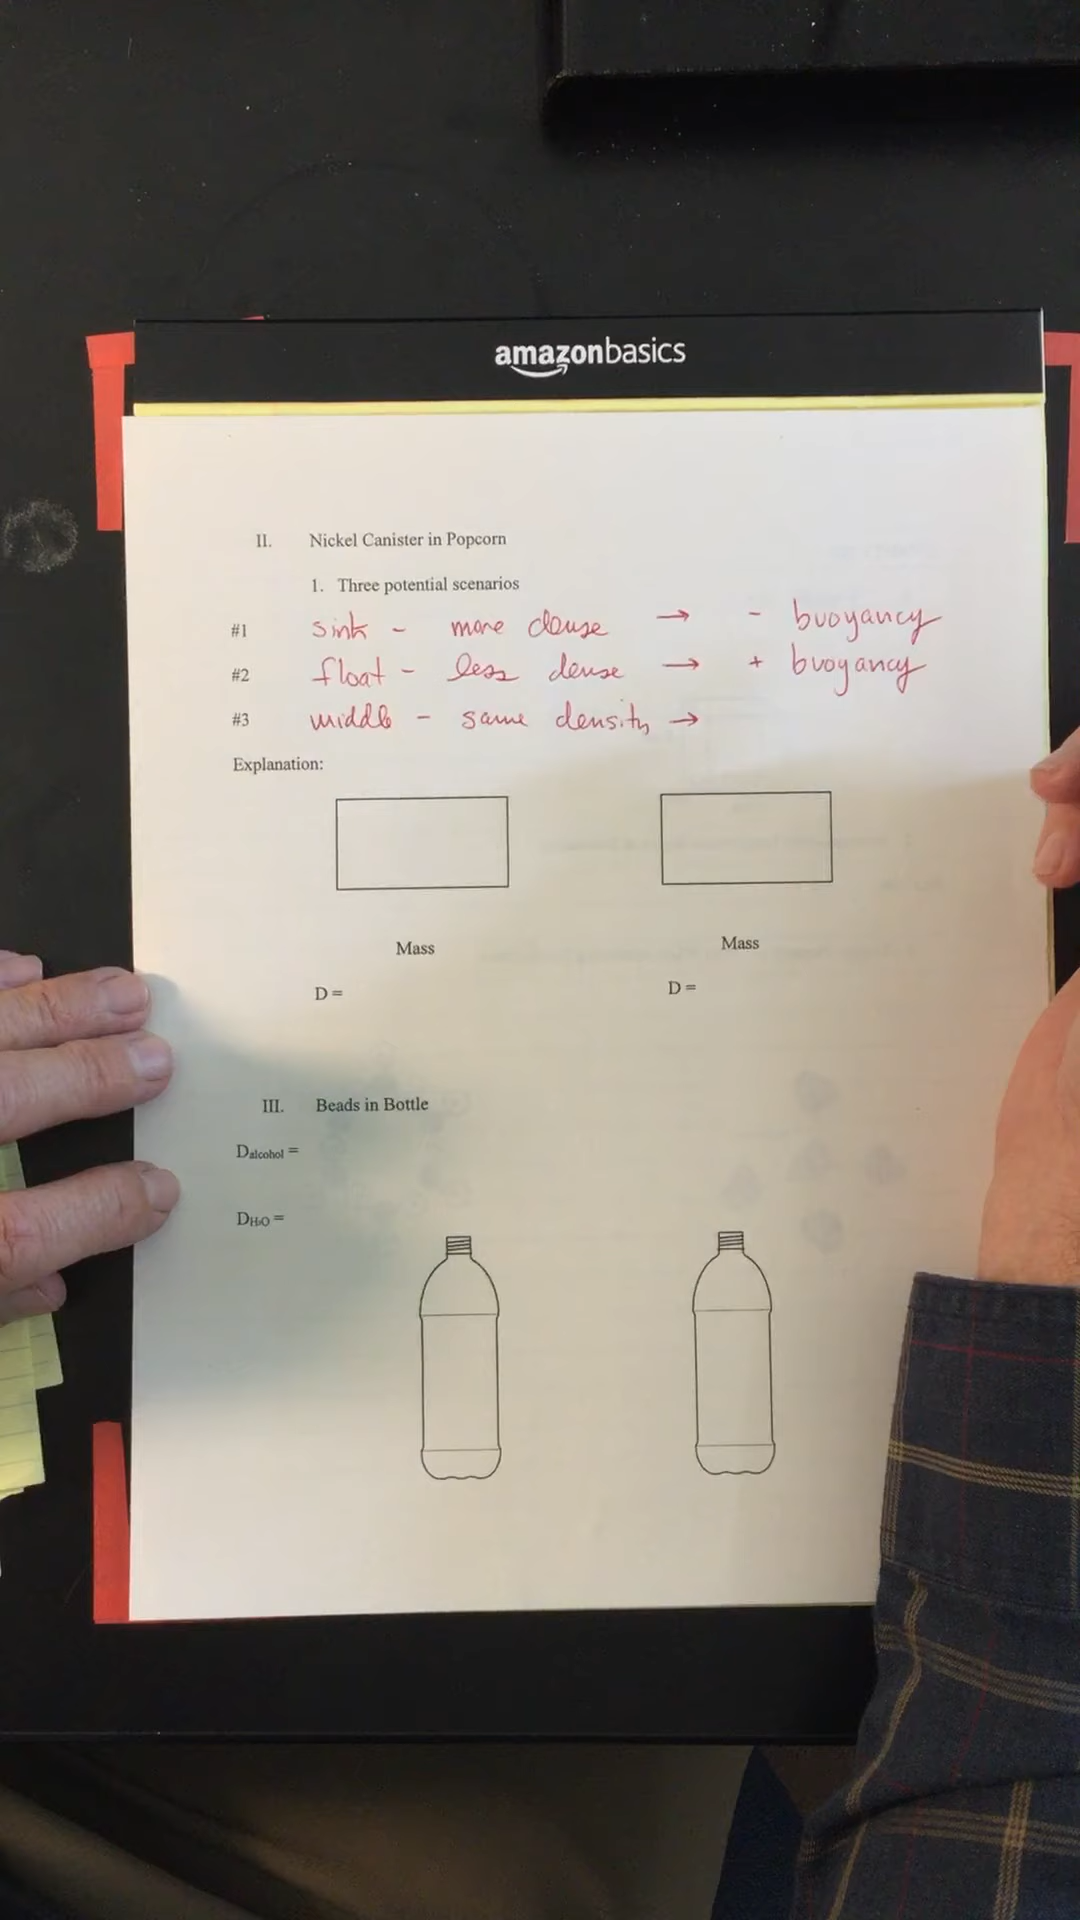 amazonbasics
II. Nickel Canister in Popcorn
1. Three potential scenarios
#1 sink - more dense → - buoyancy
#2 float - less dense → + buoyancy
#3 middle - same density →
Explanation:
Mass Mass
D = D =
III. Beads in Bottle
Dalcohol =
DH₂O =